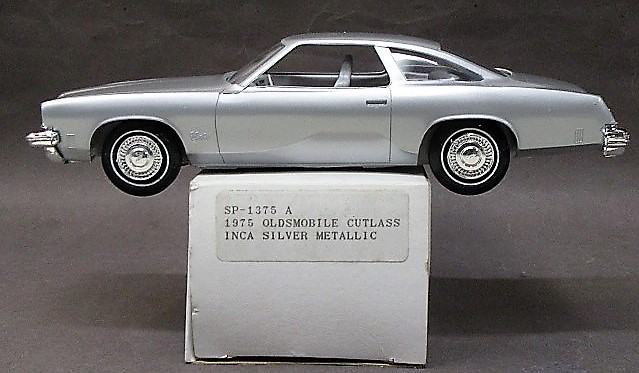 SP-1375 A
1975 OLDSMOBILE CUTLASS
INCA SILVER METALLIC